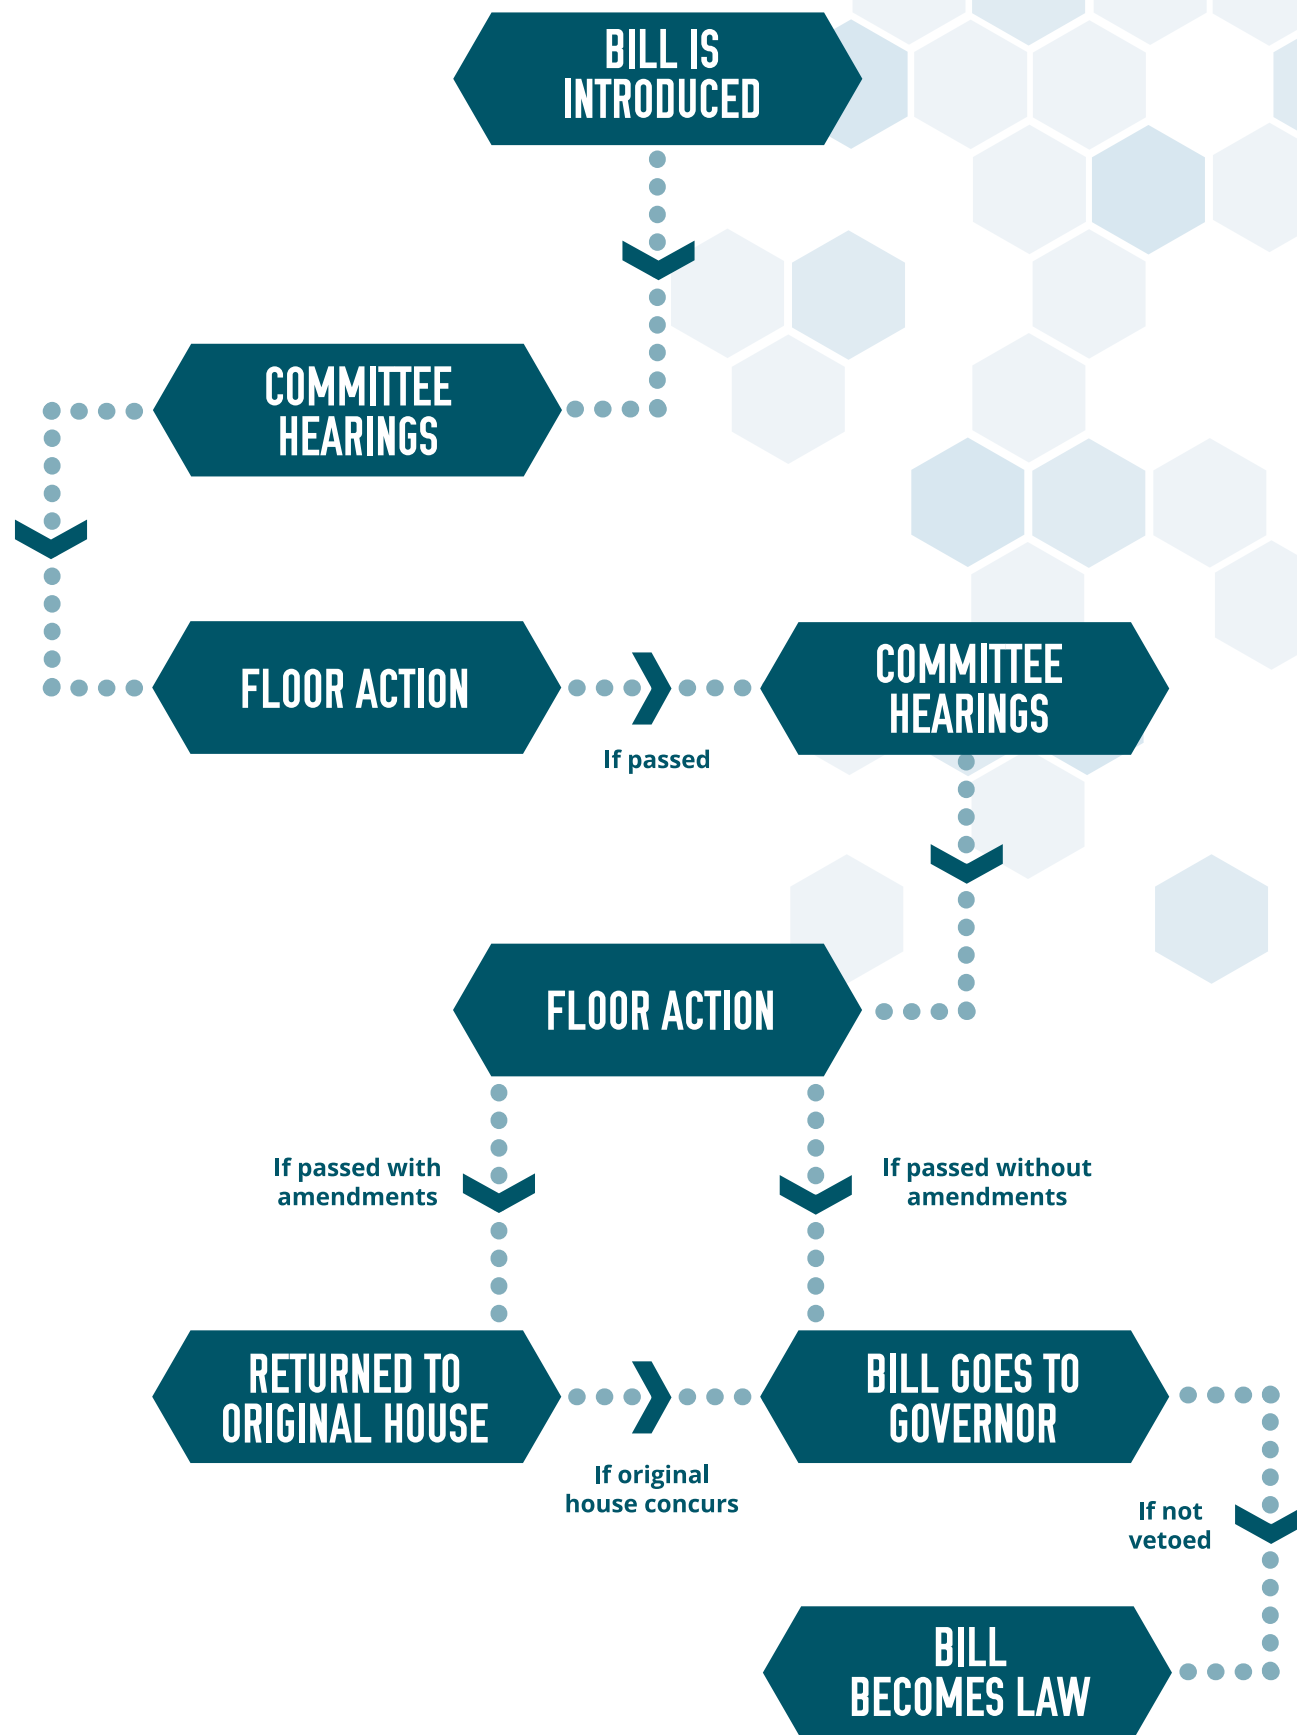 BILL IS
INTRODUCED
COMMITTEE
HEARINGS
FLOOR ACTION
If passed
COMMITTEE
HEARINGS
FLOOR ACTION
If passed with
amendments
If passed without
amendments
RETURNED TO
ORIGINAL HOUSE
If original
house concurs
BILL GOES TO
GOVERNOR
If not
vetoed
BILL
BECOMES LAW